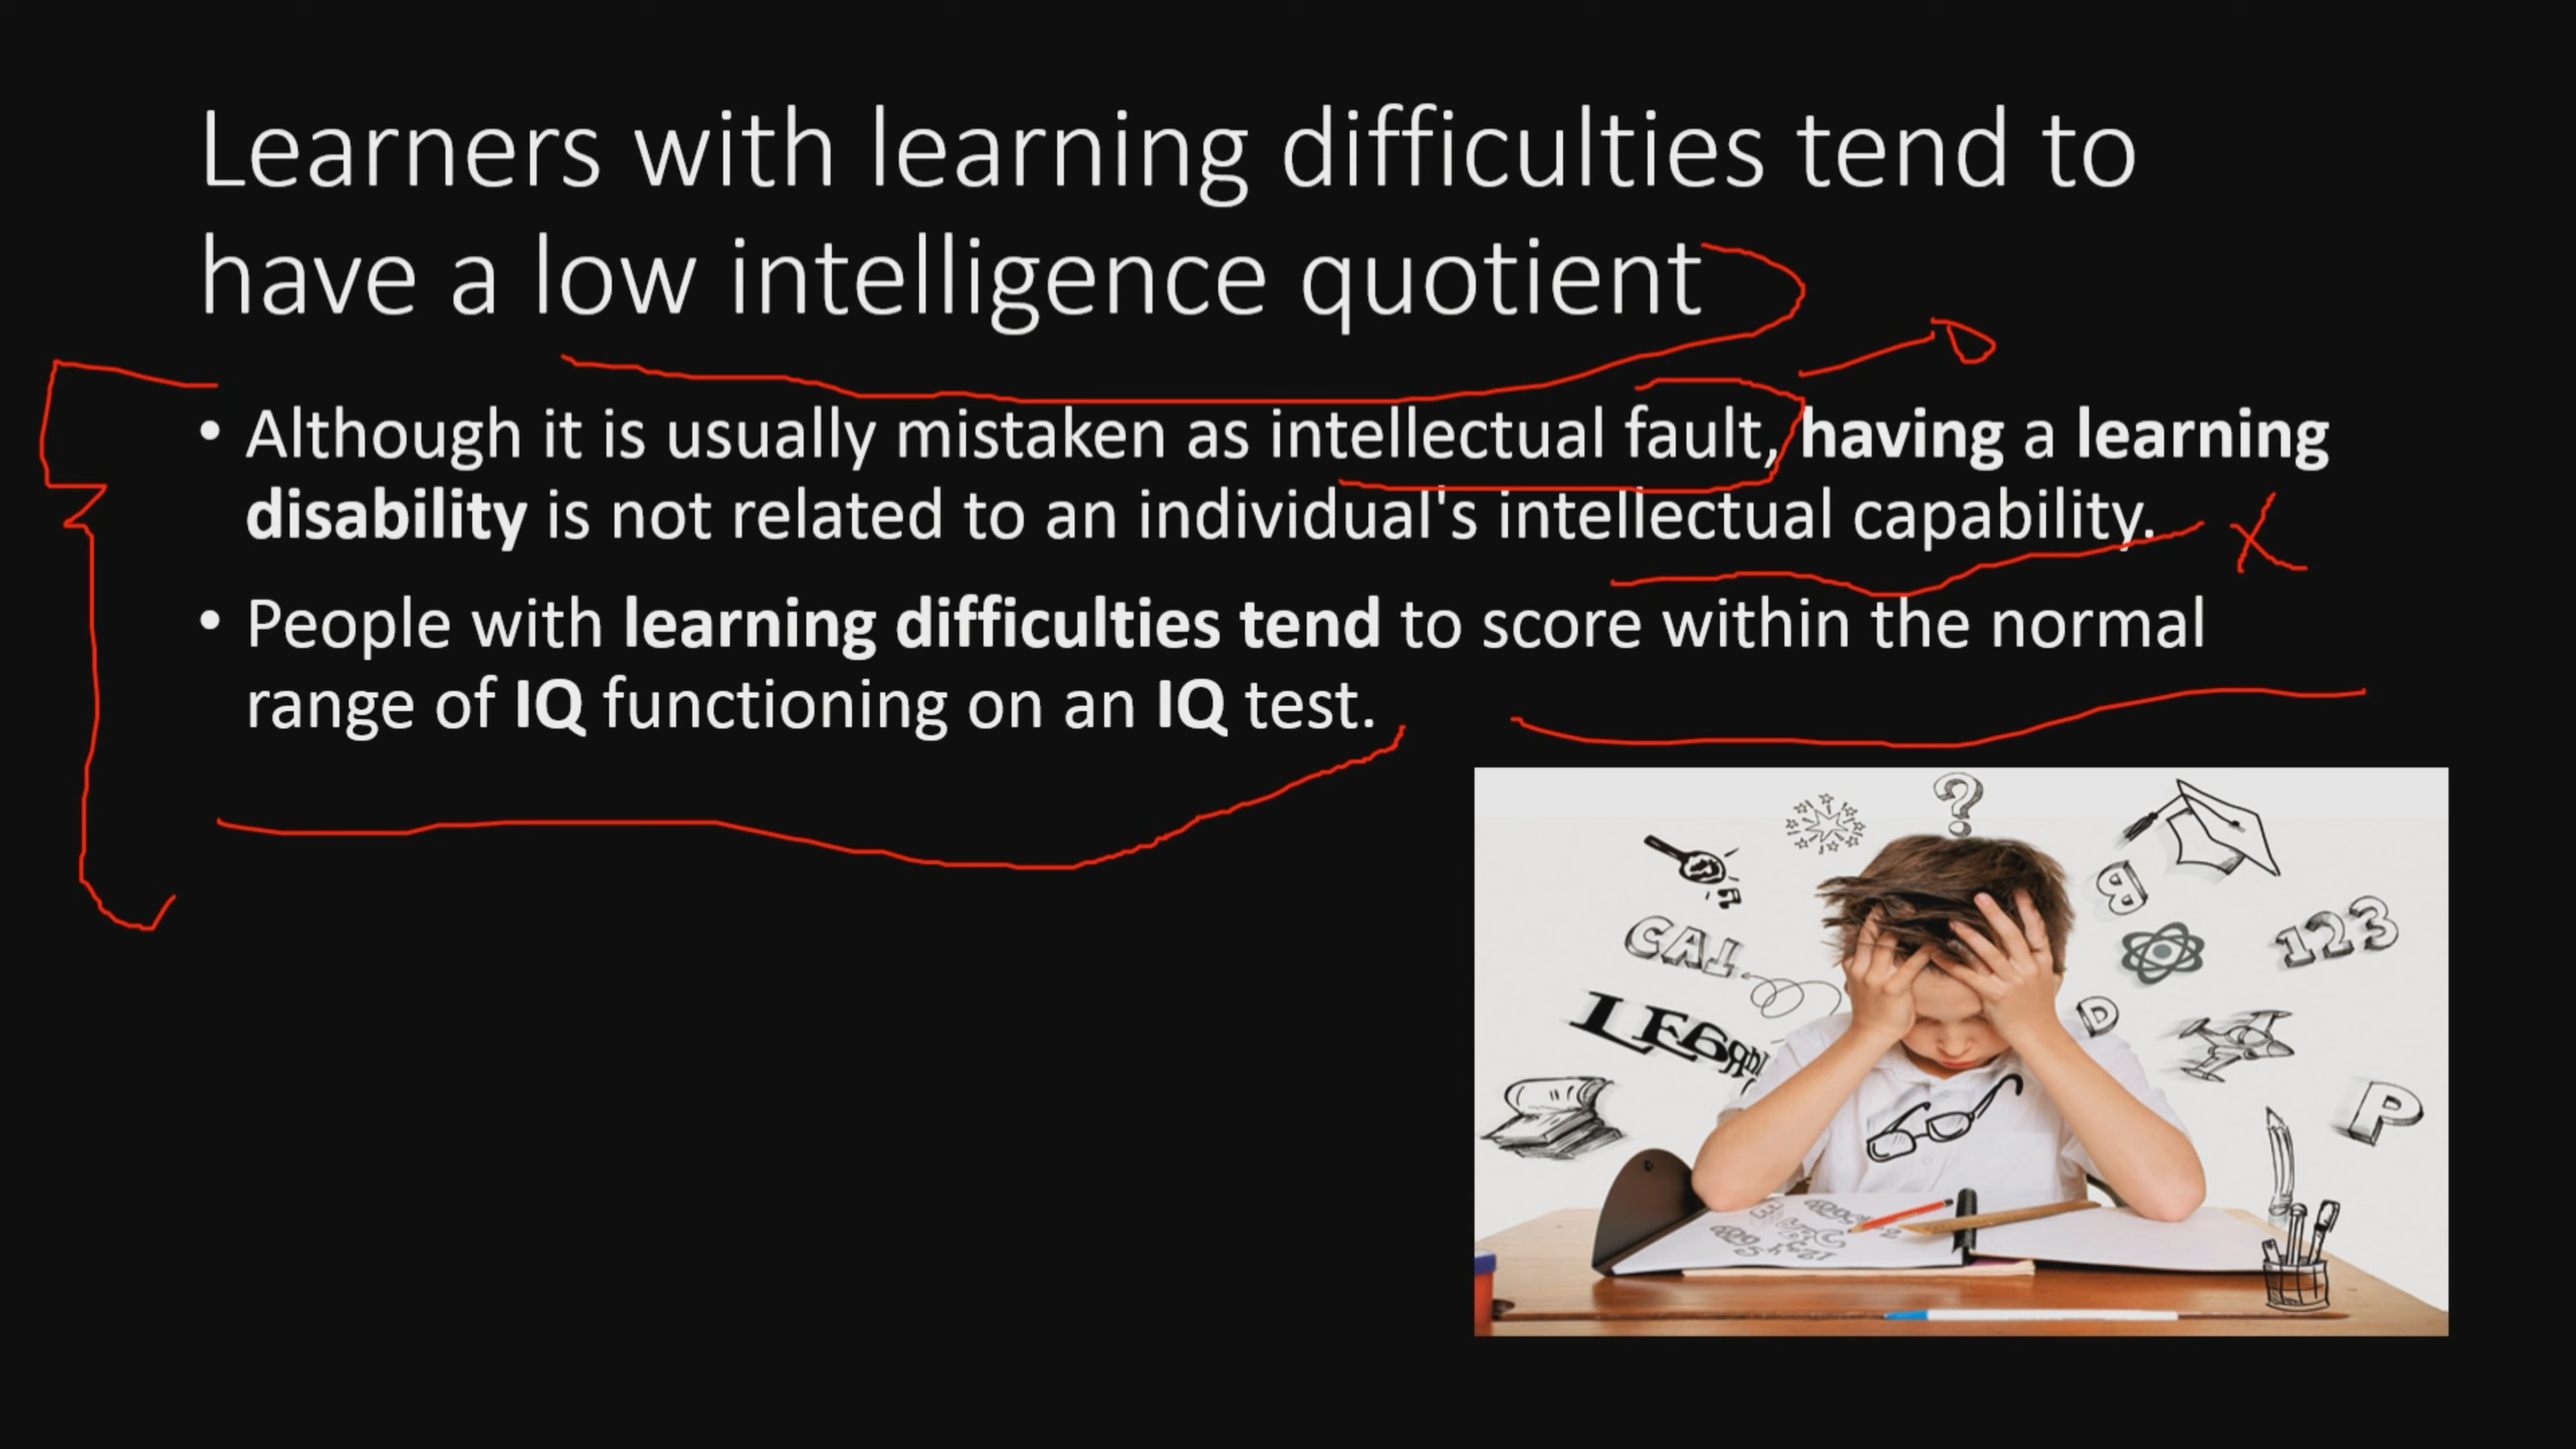 Learners with learning difficulties tend to
have a low intelligence quotient
• Although it is usually mistaken as intellectual fault, having a learning
disability is not related to an individual's intellectual capability.
• People with learning difficulties tend to score within the normal
range of IQ functioning on an IQ test.
?
B
123
CAT
D
P